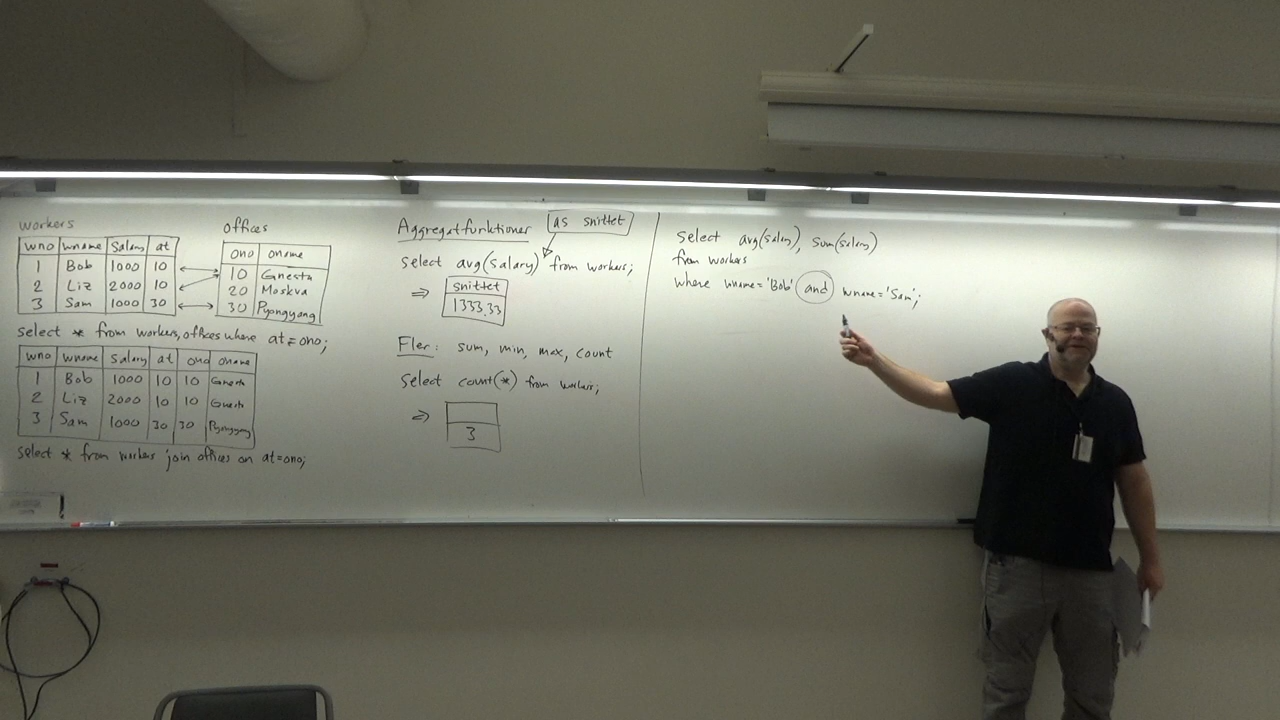 workers
wno wname salary at
1 Bob 1000 10
2 Liz 2000 10
3 Sam 1000 30
offices
ono oname
10 Gnesta
20 Moskva
30 Pyongyang
select * from workers, offices where at = ono;
wno wname salary at ono oname
1 Bob 1000 10 10 Gnesta
2 Liz 2000 10 10 Gnesta
3 Sam 1000 30 30 Pyongyang
select * from workers join offices on at=ono;
Aggregatfunktioner
as snittet
select avg(salary) from workers;
⇒ snittet
1333.33
Fler: sum, min, max, count
select count(*) from workers;
⇒
3
select avg(salary), sum(salary)
from workers
where wname='Bob' and wname='Sam';